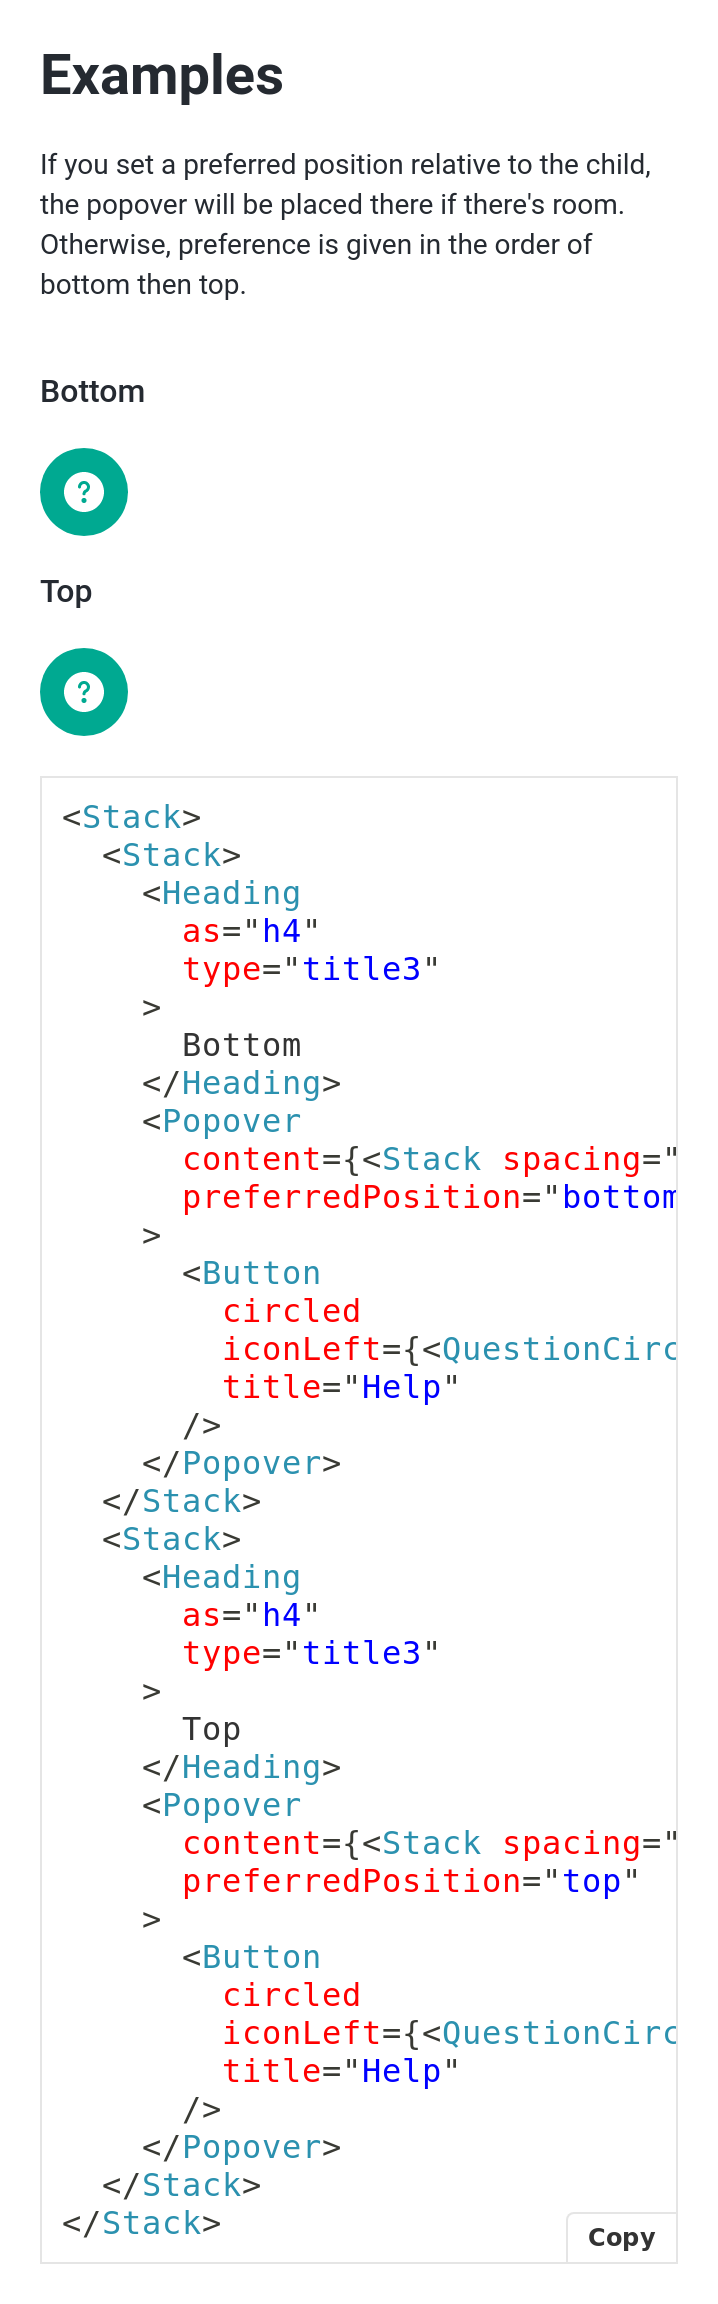 Examples
If you set a preferred position relative to the child,
the popover will be placed there if there's room.
Otherwise, preference is given in the order of
bottom then top.
Bottom
?
Top
?
<Stack>
  <Stack>
    <Heading
      as="h4"
      type="title3"
    >
      Bottom
    </Heading>
    <Popover
      content={<Stack spacing="
      preferredPosition="bottom
    >
      <Button
        circled
        iconLeft={<QuestionCirc
        title="Help"
      />
    </Popover>
  </Stack>
  <Stack>
    <Heading
      as="h4"
      type="title3"
    >
      Top
    </Heading>
    <Popover
      content={<Stack spacing="
      preferredPosition="top"
    >
      <Button
        circled
        iconLeft={<QuestionCirc
        title="Help"
      />
    </Popover>
  </Stack>
</Stack>
Copy